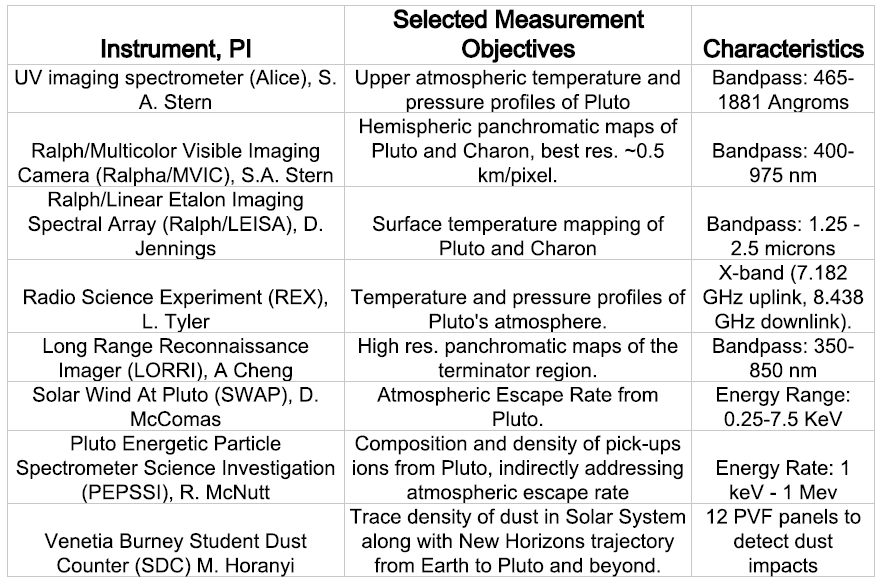 Instrument, PI
Selected Measurement
Objectives
Characteristics
UV imaging spectrometer (Alice), S.
A. Stern
Upper atmospheric temperature and
pressure profiles of Pluto
Bandpass: 465-
1881 Angroms
Ralph/Multicolor Visible Imaging
Camera (Ralpha/MVIC), S.A. Stern
Hemispheric panchromatic maps of
Pluto and Charon, best res. ~0.5
km/pixel.
Bandpass: 400-
975 nm
Ralph/Linear Etalon Imaging
Spectral Array (Ralph/LEISA), D.
Jennings
Surface temperature mapping of
Pluto and Charon
Bandpass: 1.25 -
2.5 microns
Radio Science Experiment (REX),
L. Tyler
Temperature and pressure profiles of
Pluto's atmosphere.
X-band (7.182
GHz uplink, 8.438
GHz downlink).
Long Range Reconnaissance
Imager (LORRI), A Cheng
High res. panchromatic maps of the
terminator region.
Bandpass: 350-
850 nm
Solar Wind At Pluto (SWAP), D.
McComas
Atmospheric Escape Rate from
Pluto.
Energy Range:
0.25-7.5 KeV
Pluto Energetic Particle
Spectrometer Science Investigation
(PEPSSI), R. McNutt
Composition and density of pick-ups
ions from Pluto, indirectly addressing
atmospheric escape rate
Energy Rate: 1
keV - 1 Mev
Venetia Burney Student Dust
Counter (SDC) M. Horanyi
Trace density of dust in Solar System
along with New Horizons trajectory
from Earth to Pluto and beyond.
12 PVF panels to
detect dust
impacts